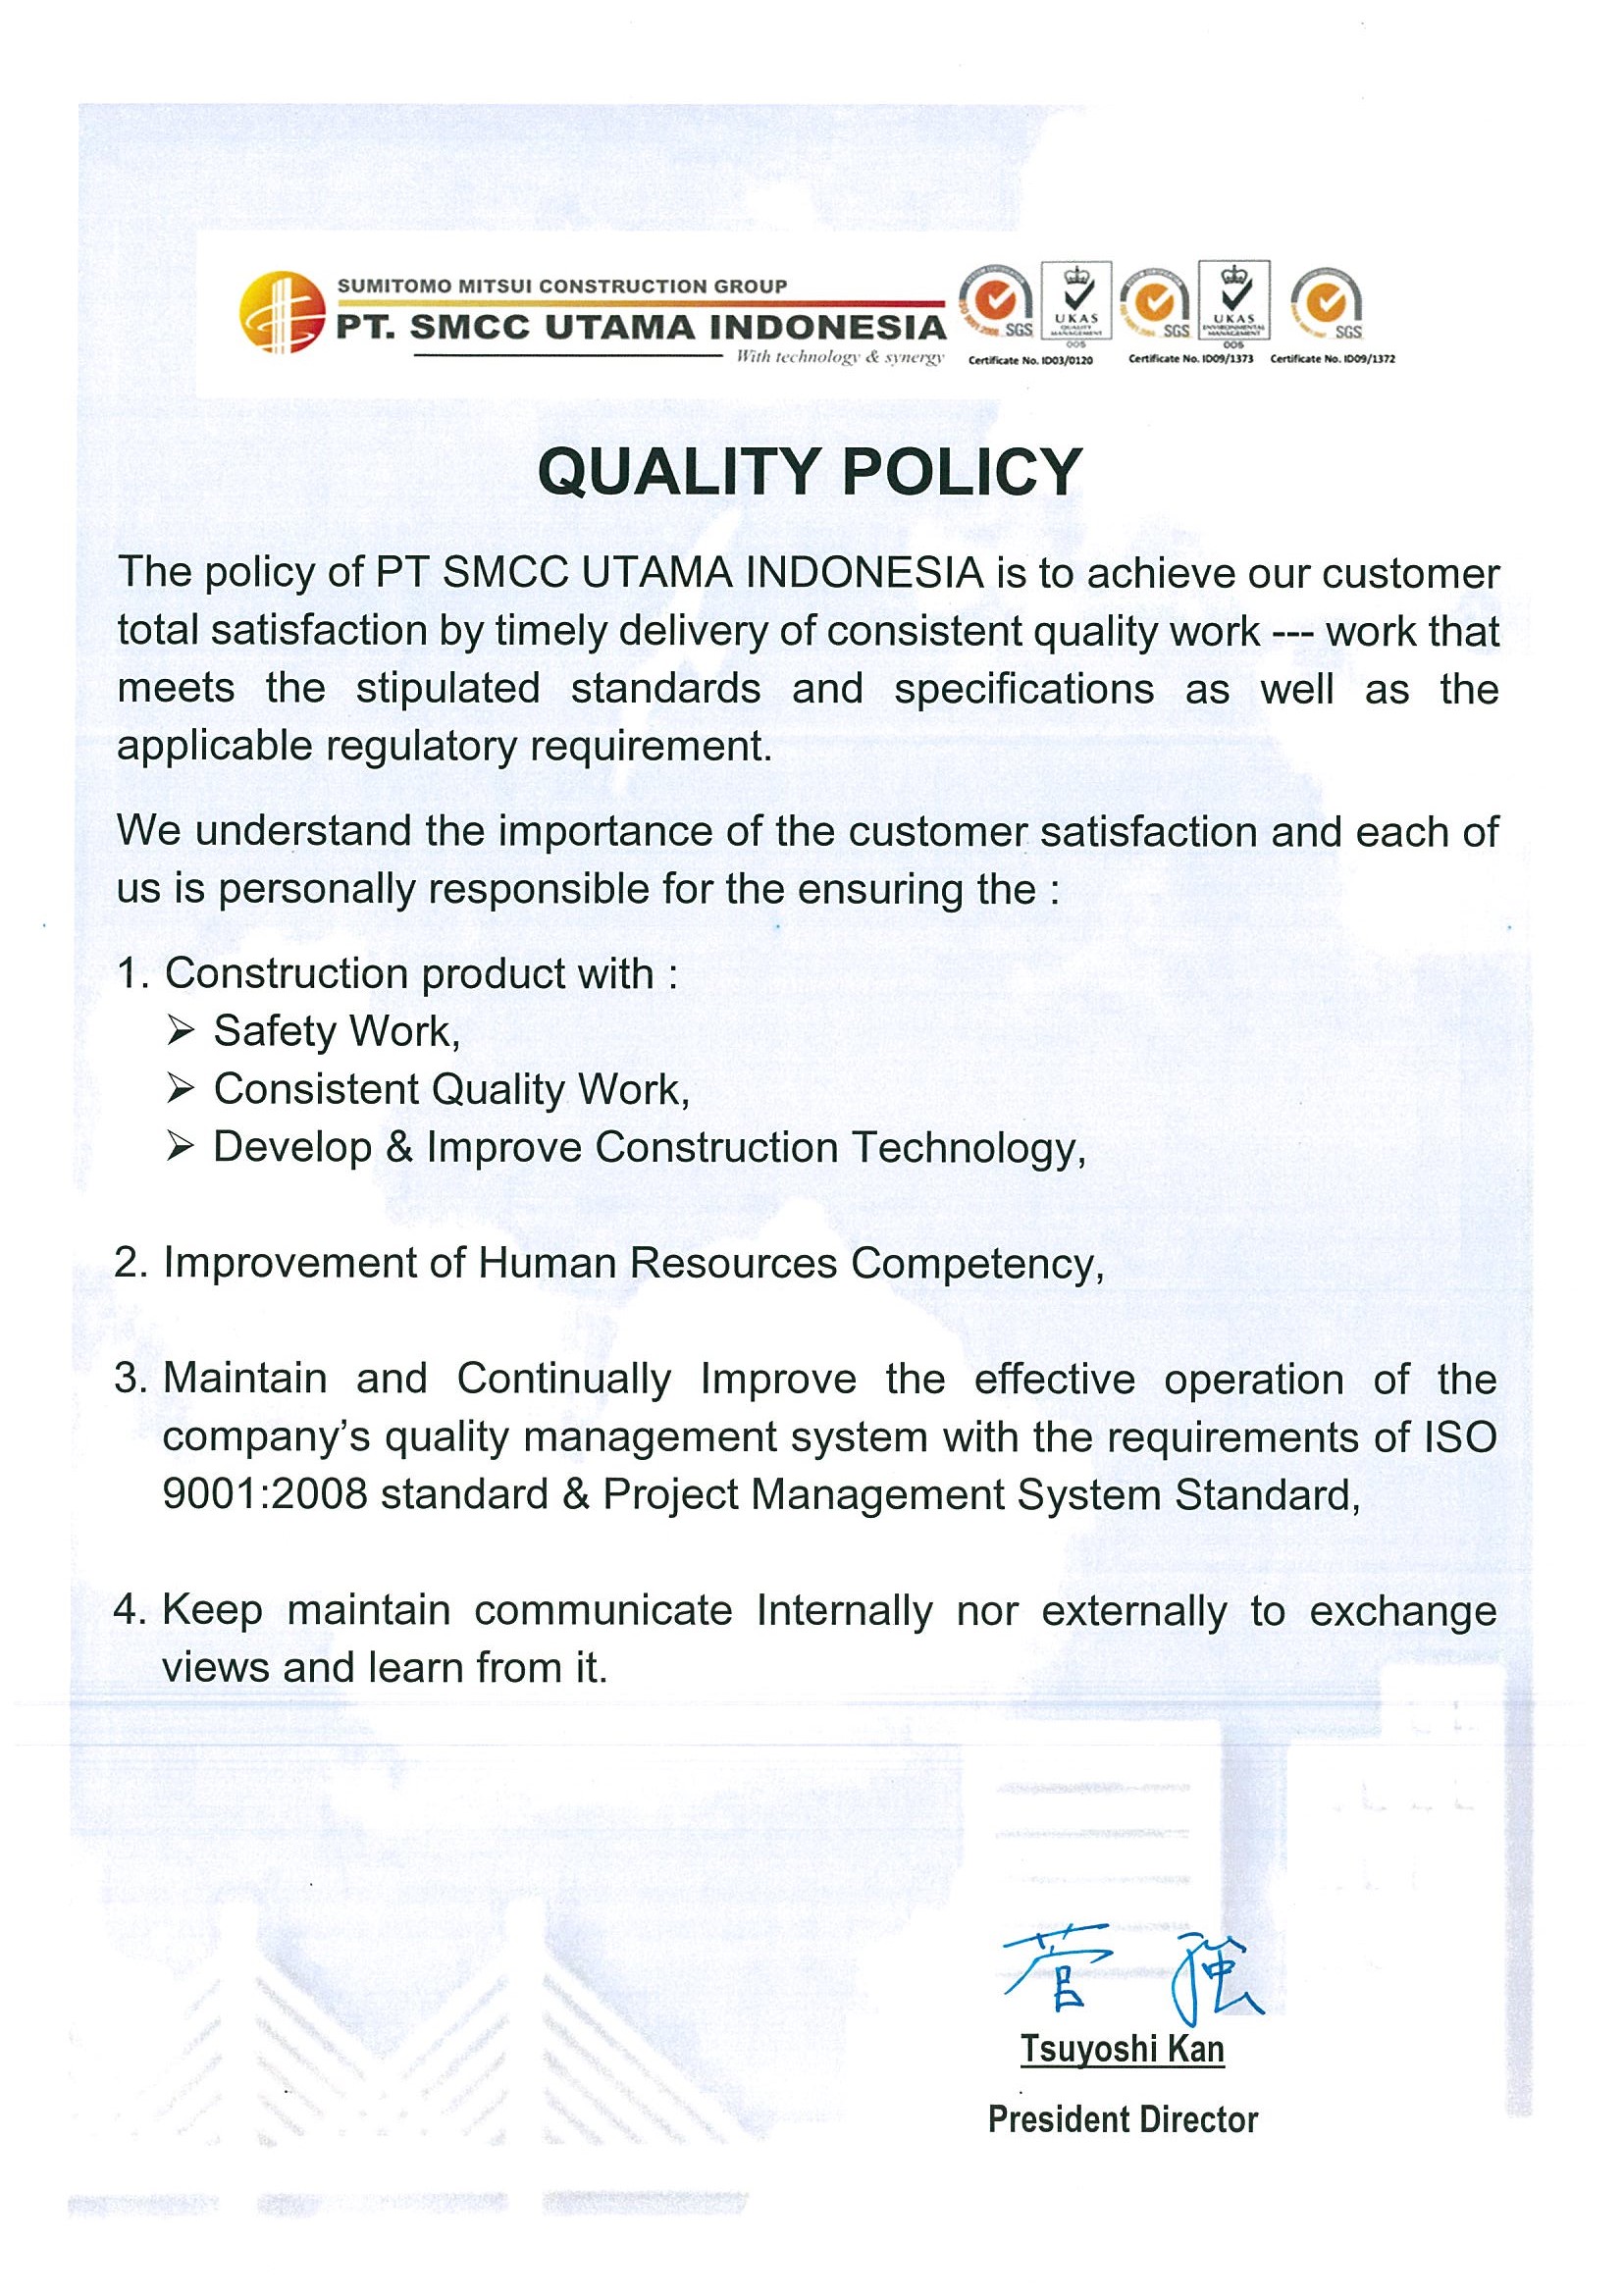 SUMITOMO MITSUI CONSTRUCTION GROUP
PT. SMCC UTAMA INDONESIA
With technology & synergy
SGS
UKAS
QUALITY
MANAGEMENT
005
SGS
UKAS
ENVIRONMENTAL
MANAGEMENT
005
SGS
Certificate No. ID03/0120
Certificate No. ID09/1373
Certificate No. ID09/1372
QUALITY POLICY
The policy of PT SMCC UTAMA INDONESIA is to achieve our customer
total satisfaction by timely delivery of consistent quality work --- work that
meets the stipulated standards and specifications as well as the
applicable regulatory requirement.
We understand the importance of the customer satisfaction and each of
us is personally responsible for the ensuring the :
1. Construction product with :
➢ Safety Work,
➢ Consistent Quality Work,
➢ Develop & Improve Construction Technology,
2. Improvement of Human Resources Competency,
3. Maintain and Continually Improve the effective operation of the
company’s quality management system with the requirements of ISO
9001:2008 standard & Project Management System Standard,
4. Keep maintain communicate Internally nor externally to exchange
views and learn from it.
菅 強
Tsuyoshi Kan
President Director